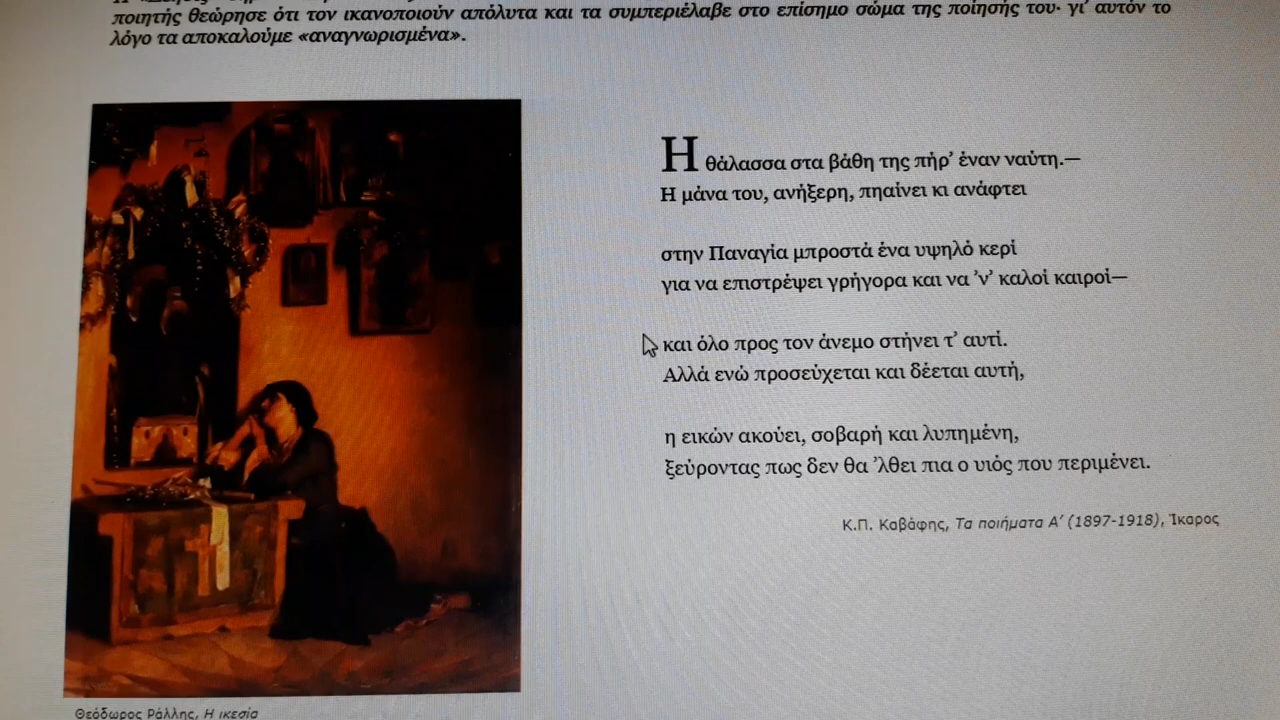 ποιητής θεώρησε ότι τον ικανοποιούν απόλυτα και τα συμπεριέλαβε στο επίσημο σώμα της ποίησής του· γι' αυτόν το
λόγο τα αποκαλούμε «αναγνωρισμένα».
Η θάλασσα στα βάθη της πήρ' έναν ναύτη.—
Η μάνα του, ανήξερη, πηαίνει κι ανάφτει
στην Παναγία μπροστά ένα υψηλό κερί
για να επιστρέψει γρήγορα και να 'ν' καλοί καιροί—
και όλο προς τον άνεμο στήνει τ' αυτί.
Αλλά ενώ προσεύχεται και δέεται αυτή,
η εικών ακούει, σοβαρή και λυπημένη,
ξεύροντας πως δεν θα 'λθει πια ο υιός που περιμένει.
Κ.Π. Καβάφης, Τα ποιήματα Α' (1897-1918), Ίκαρος
Θεόδωρος Ράλλης, Η ικεσία